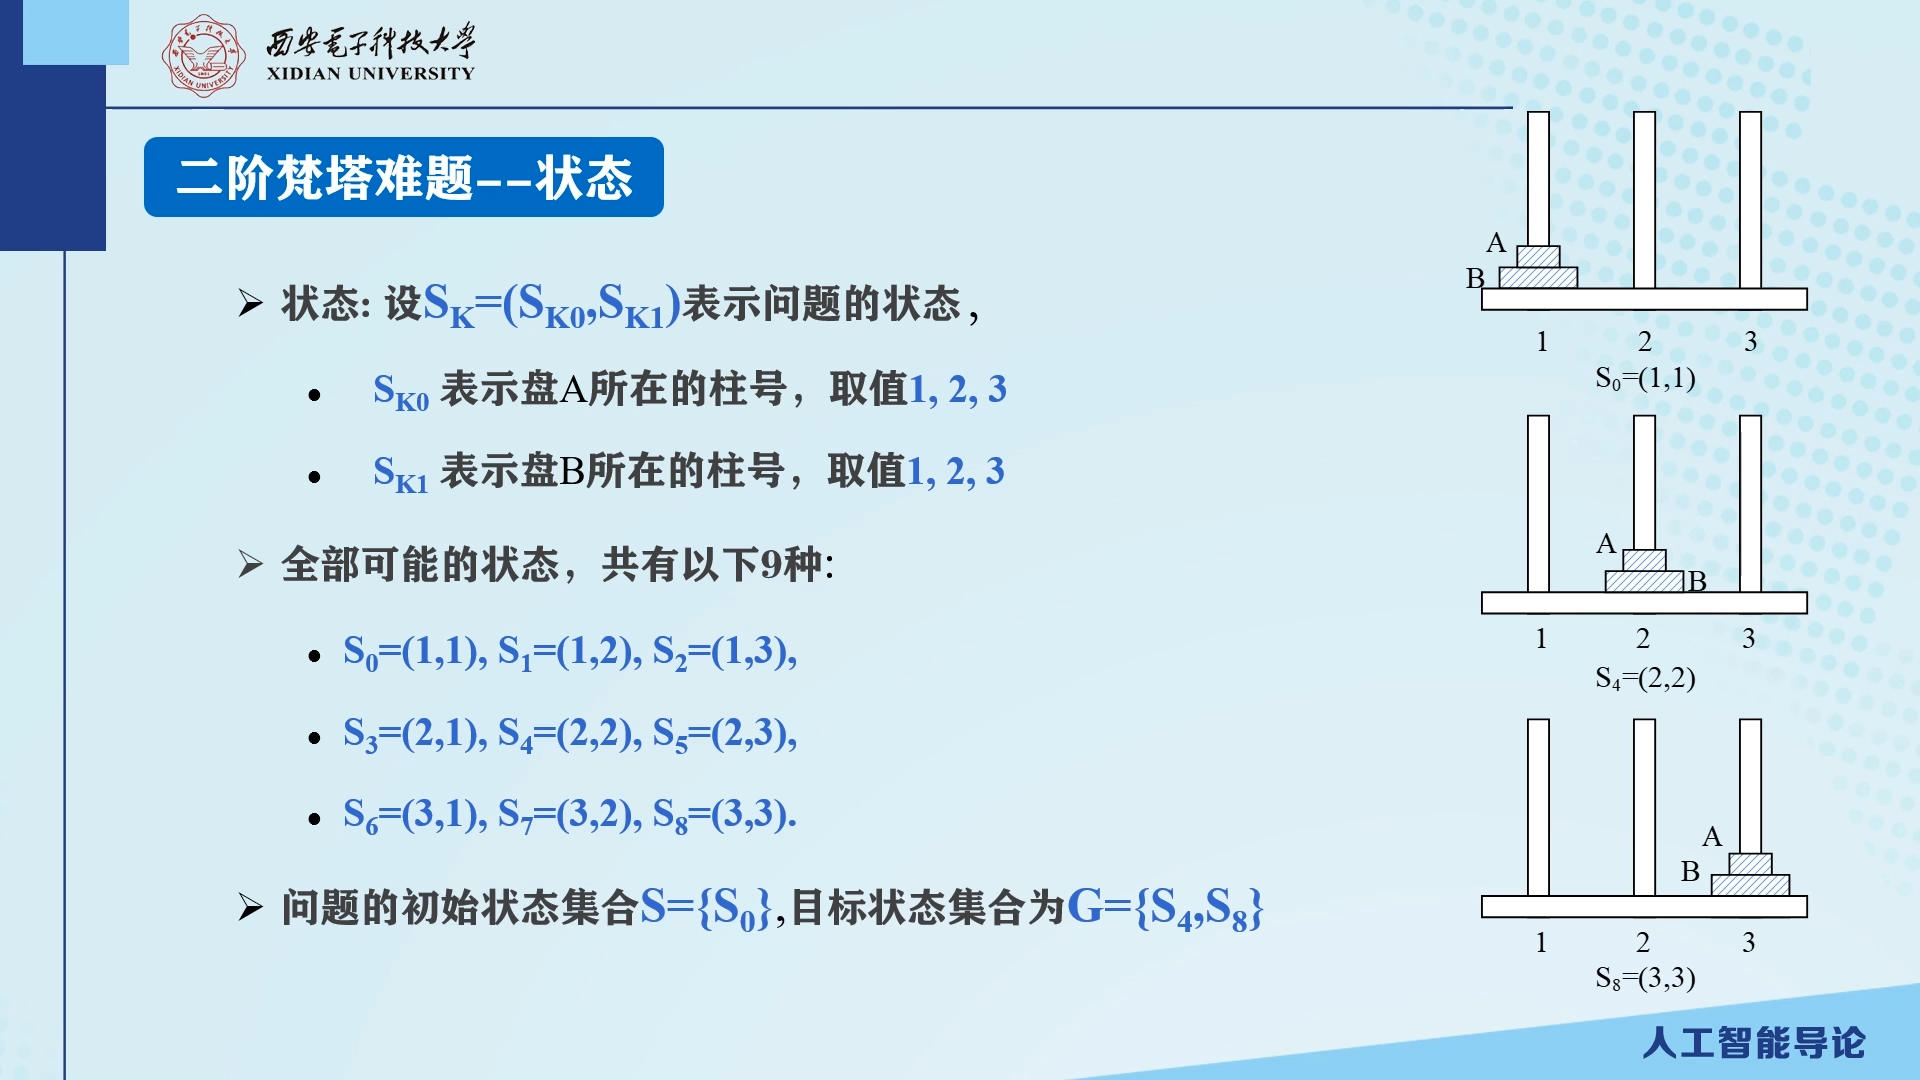 西安电子科技大学
XIDIAN UNIVERSITY
二阶梵塔难题--状态
➢ 状态: 设S_K=(S_K0,S_K1)表示问题的状态,
• S_K0 表示盘A所在的柱号，取值1, 2, 3
• S_K1 表示盘B所在的柱号，取值1, 2, 3
➢ 全部可能的状态，共有以下9种:
• S₀=(1,1), S₁=(1,2), S₂=(1,3),
• S₃=(2,1), S₄=(2,2), S₅=(2,3),
• S₆=(3,1), S₇=(3,2), S₈=(3,3).
➢ 问题的初始状态集合S={S₀},目标状态集合为G={S₄,S₈}
A
B
1 2 3
S₀=(1,1)
A
B
1 2 3
S₄=(2,2)
A
B
1 2 3
S₈=(3,3)
人工智能导论